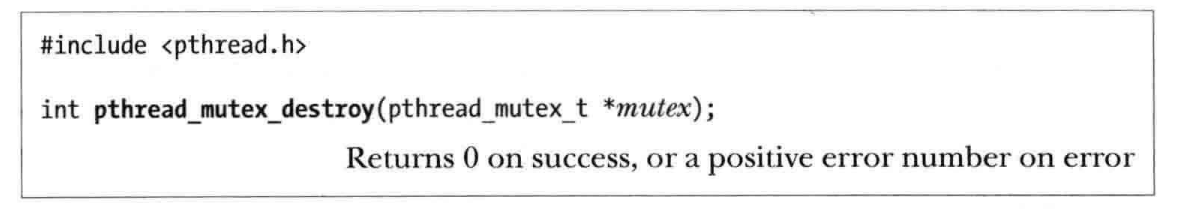 #include <pthread.h>
int pthread_mutex_destroy(pthread_mutex_t *mutex);
Returns 0 on success, or a positive error number on error